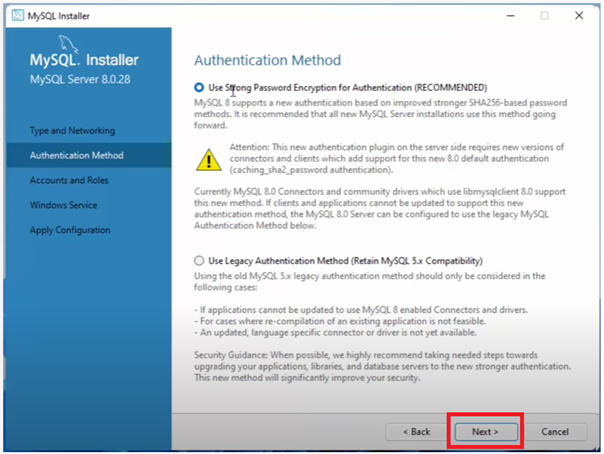 MySQL Installer
MySQL. Installer
MySQL Server 8.0.28
Type and Networking
Authentication Method
Accounts and Roles
Windows Service
Apply Configuration
Authentication Method
Use Strong Password Encryption for Authentication (RECOMMENDED)
MySQL 8 supports a new authentication based on improved stronger SHA256-based password
methods. It is recommended that all new MySQL Server installations use this method going
forward.
Attention: This new authentication plugin on the server side requires new versions of
connectors and clients which add support for this new 8.0 default authentication
(caching_sha2_password authentication).
Currently MySQL 8.0 Connectors and community drivers which use libmysqlclient 8.0 support
this new method. If clients and applications cannot be updated to support this new
authentication method, the MySQL 8.0 Server can be configured to use the legacy MySQL
Authentication Method below.
Use Legacy Authentication Method (Retain MySQL 5.x Compatibility)
Using the old MySQL 5.x legacy authentication method should only be considered in the
following cases:
- If applications cannot be updated to use MySQL 8 enabled Connectors and drivers.
- For cases where re-compilation of an existing application is not feasible.
- An updated, language specific connector or driver is not yet available.
Security Guidance: When possible, we highly recommend taking needed steps towards
upgrading your applications, libraries, and database servers to the new stronger authentication.
This new method will significantly improve your security.
< Back
Next >
Cancel